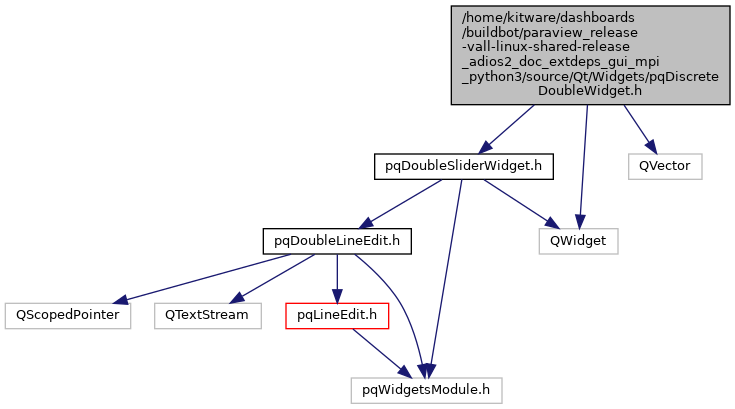 /home/kitware/dashboards
/buildbot/paraview_release
-vall-linux-shared-release
_adios2_doc_extdeps_gui_mpi
_python3/source/Qt/Widgets/pqDiscrete
DoubleWidget.h
pqDoubleSliderWidget.h
QVector
pqDoubleLineEdit.h
QWidget
QScopedPointer
QTextStream
pqLineEdit.h
pqWidgetsModule.h